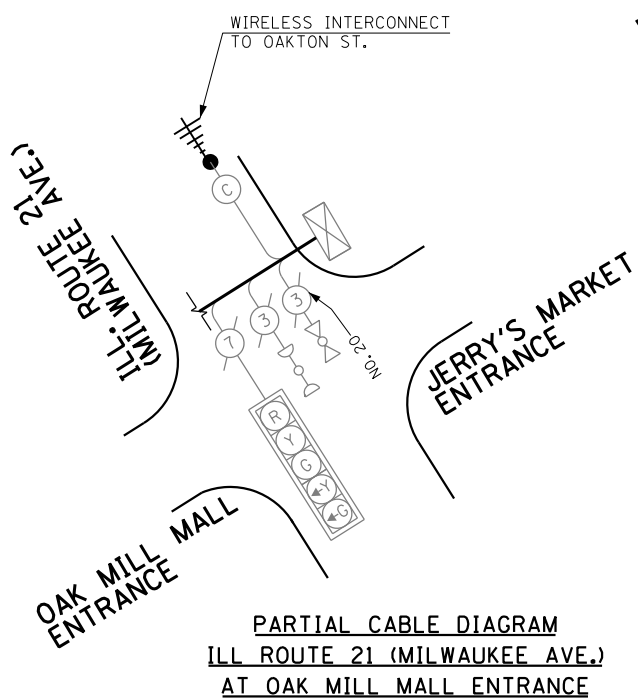 WIRELESS INTERCONNECT
TO OAKTON ST.
ILL. ROUTE 21
(MILWAUKEE AVE.)
C
7
3
3
NO.20
R
Y
G
←Y
←G
JERRY'S MARKET
ENTRANCE
OAK MILL MALL
ENTRANCE
PARTIAL CABLE DIAGRAM
ILL ROUTE 21 (MILWAUKEE AVE.)
AT OAK MILL MALL ENTRANCE